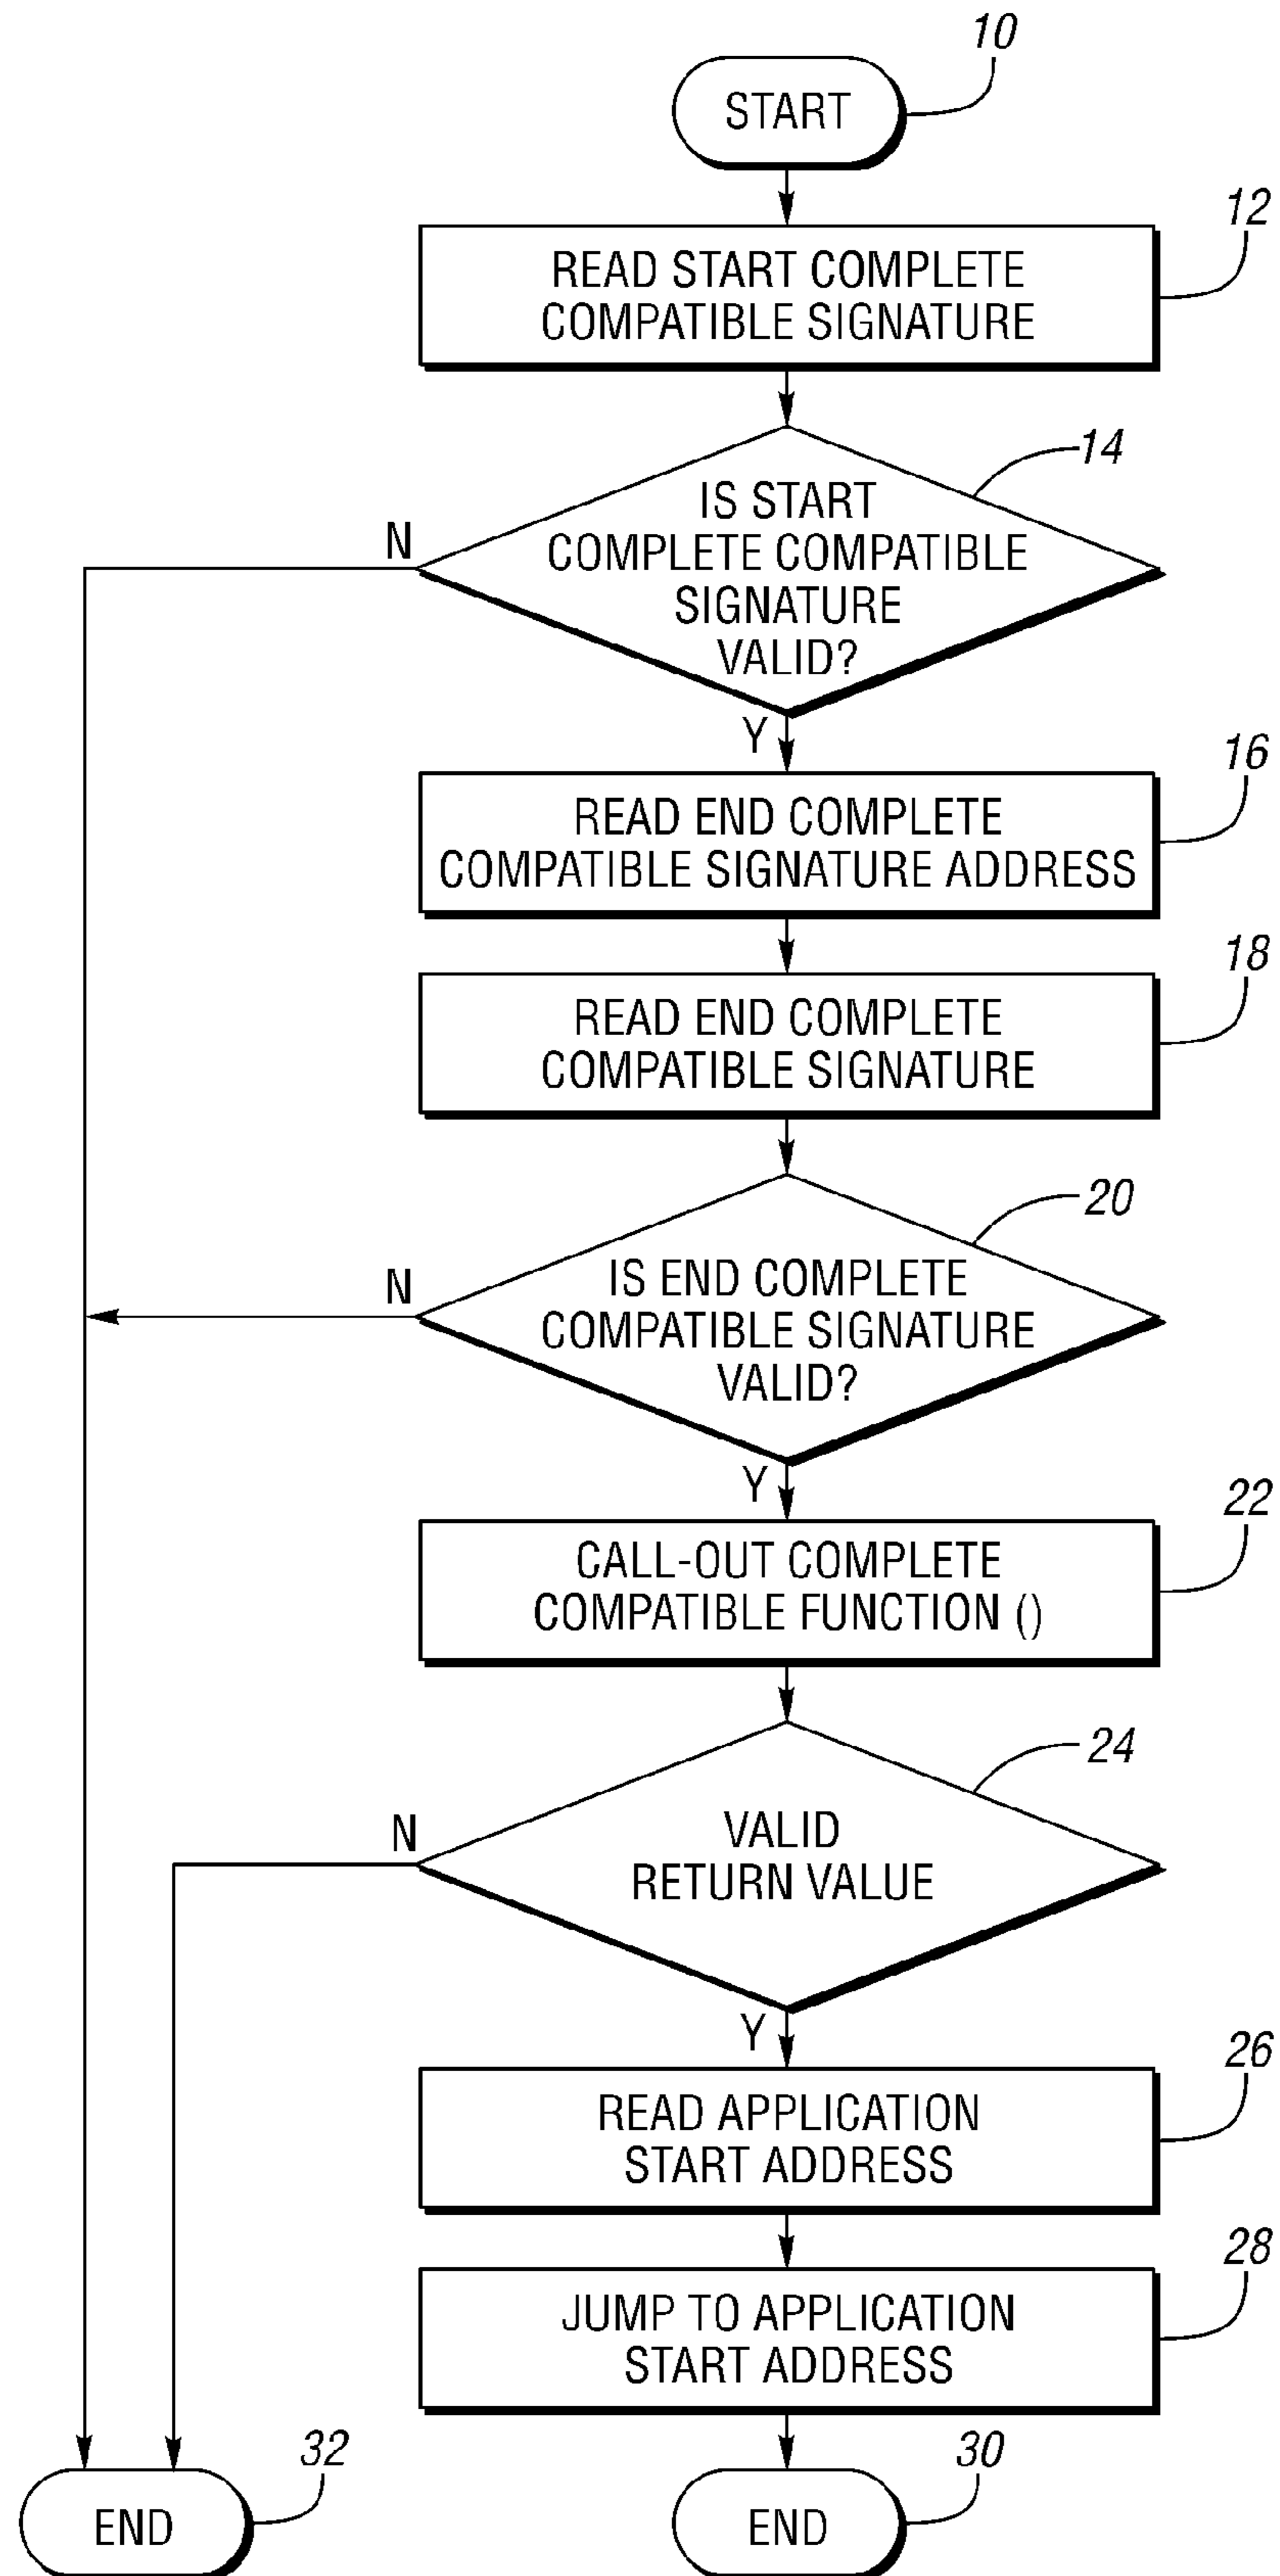 10
START
12
READ START COMPLETE
COMPATIBLE SIGNATURE
14
IS START
COMPLETE COMPATIBLE
SIGNATURE
VALID?
N
Y
16
READ END COMPLETE
COMPATIBLE SIGNATURE ADDRESS
18
READ END COMPLETE
COMPATIBLE SIGNATURE
20
IS END COMPLETE
COMPATIBLE SIGNATURE
VALID?
N
Y
22
CALL-OUT COMPLETE
COMPATIBLE FUNCTION ()
24
VALID
RETURN VALUE
N
Y
26
READ APPLICATION
START ADDRESS
28
JUMP TO APPLICATION
START ADDRESS
32
END
30
END